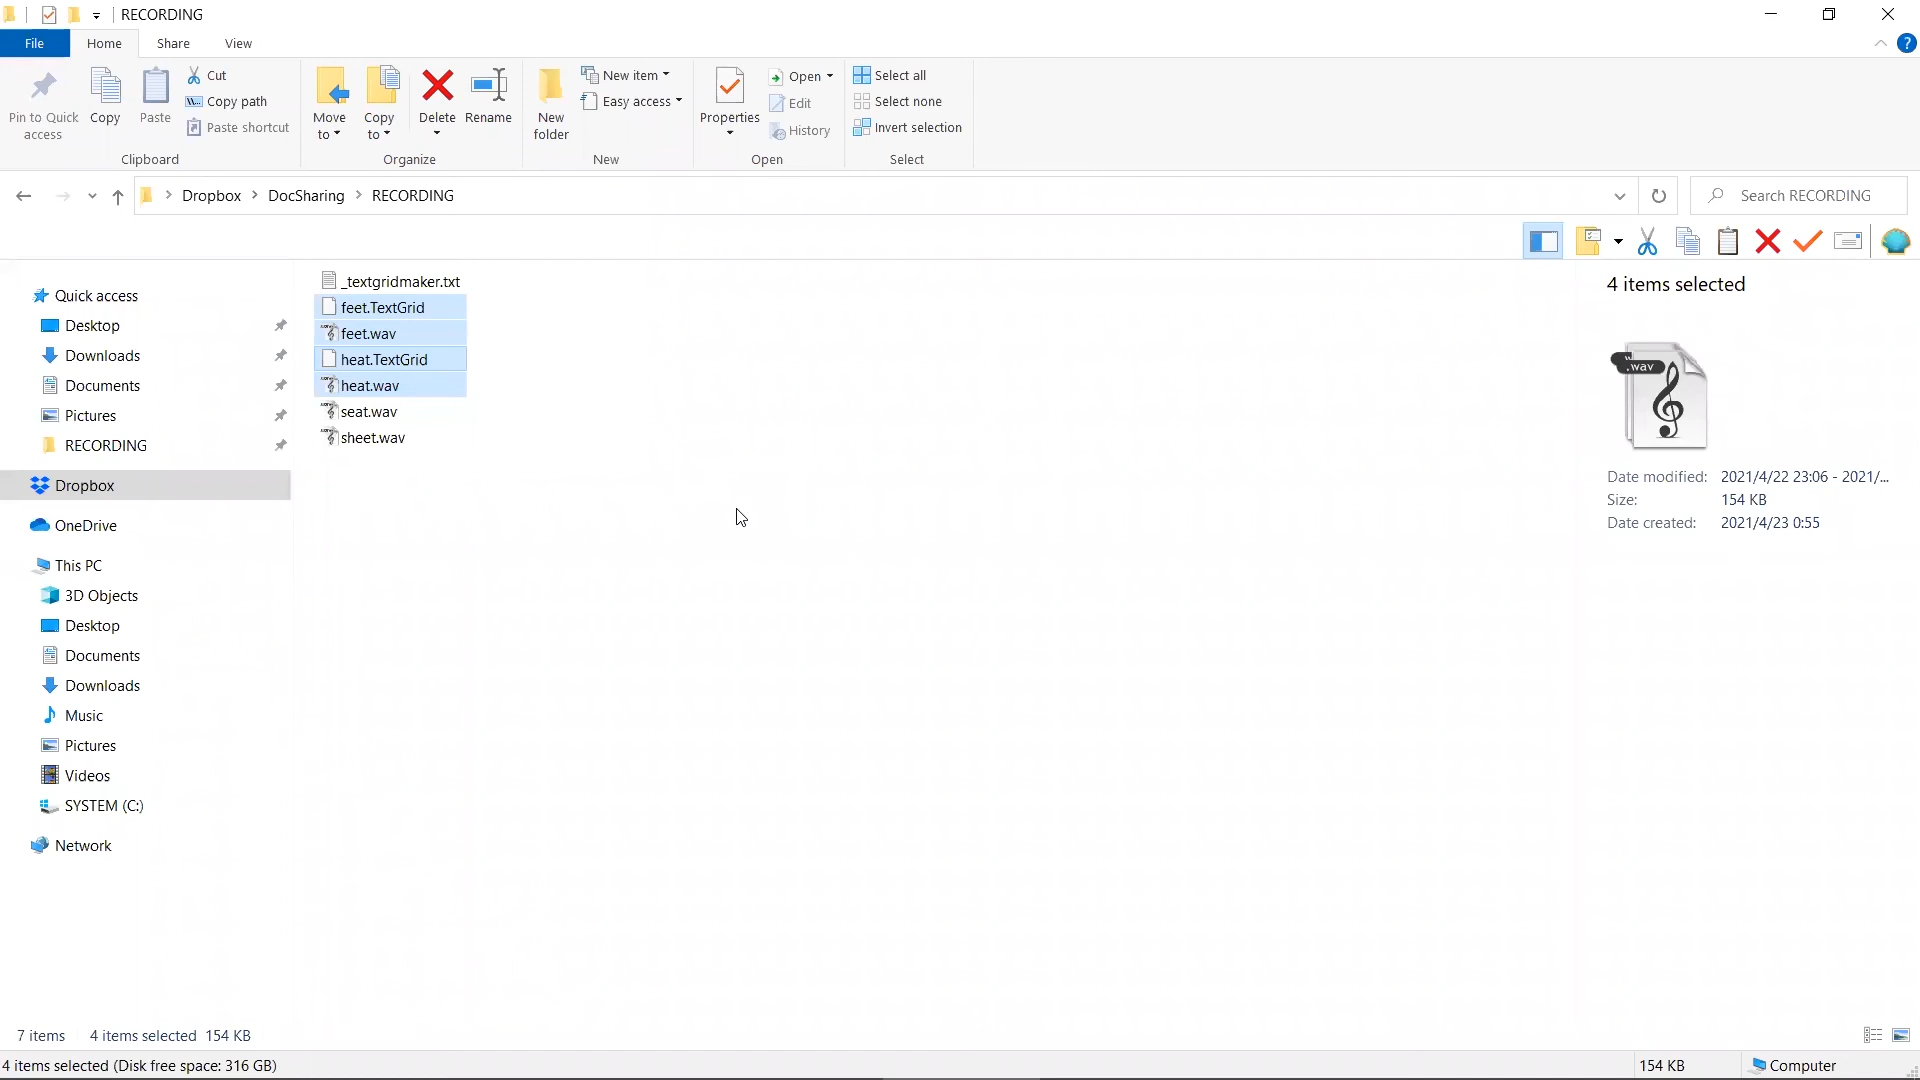 RECORDING
File Home Share View
Pin to Quick access
Copy
Paste
Cut
Copy path
Paste shortcut
Clipboard
Move to
Copy to
Delete
Rename
Organize
New folder
New item
Easy access
New
Properties
Open
Edit
History
Open
Select all
Select none
Invert selection
Select
Dropbox > DocSharing > RECORDING
Search RECORDING
Quick access
Desktop
Downloads
Documents
Pictures
RECORDING
Dropbox
OneDrive
This PC
3D Objects
Desktop
Documents
Downloads
Music
Pictures
Videos
SYSTEM (C:)
Network
_textgridmaker.txt
feet.TextGrid
feet.wav
heat.TextGrid
heat.wav
seat.wav
sheet.wav
4 items selected
.wav
Date modified: 2021/4/22 23:06 - 2021/...
Size: 154 KB
Date created: 2021/4/23 0:55
7 items 4 items selected 154 KB
4 items selected (Disk free space: 316 GB) 154 KB Computer